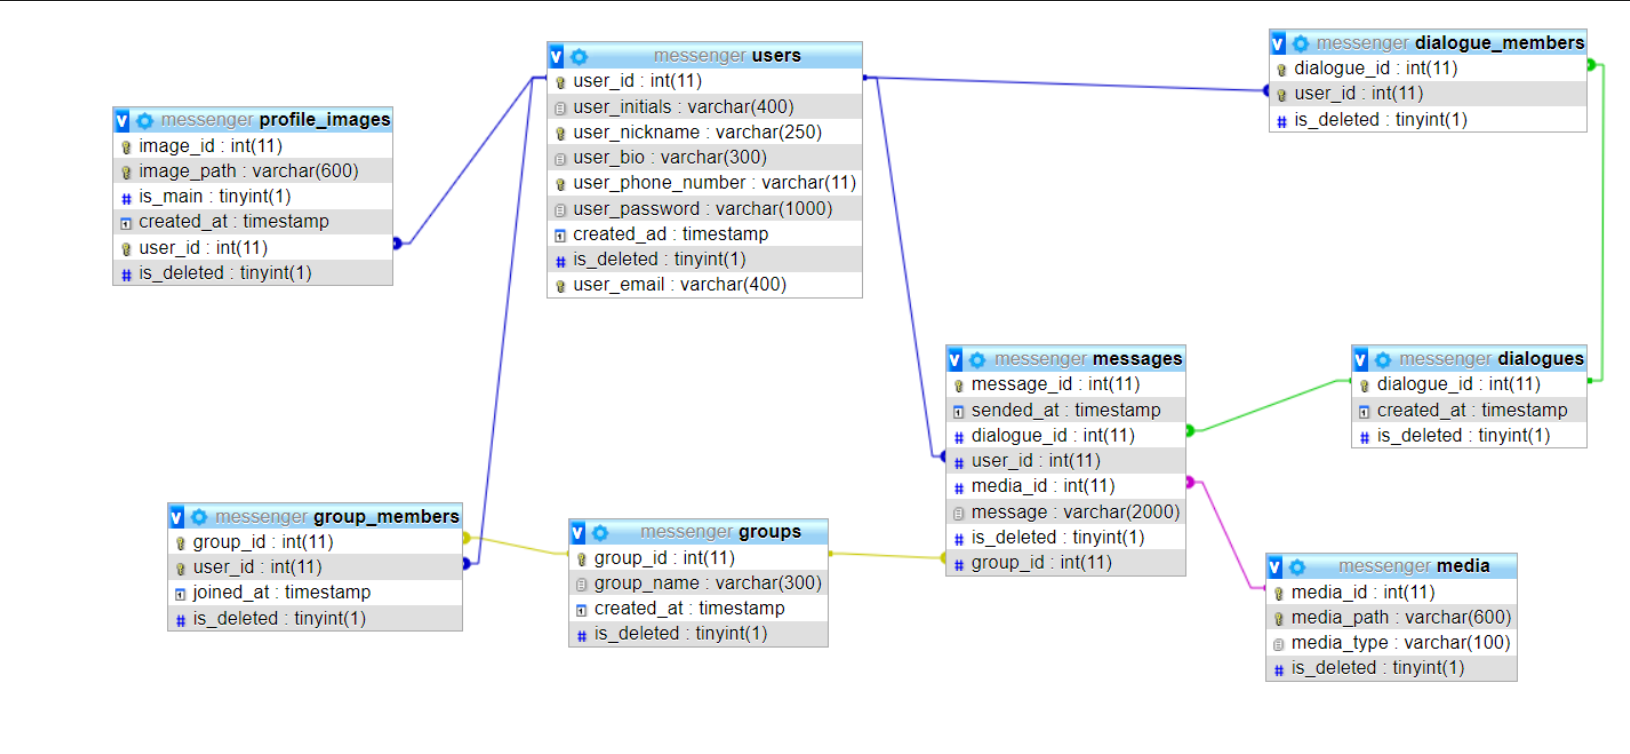 messenger users
user_id : int(11)
user_initials : varchar(400)
user_nickname : varchar(250)
user_bio : varchar(300)
user_phone_number : varchar(11)
user_password : varchar(1000)
created_ad : timestamp
is_deleted : tinyint(1)
user_email : varchar(400)
messenger dialogue_members
dialogue_id : int(11)
user_id : int(11)
is_deleted : tinyint(1)
messenger profile_images
image_id : int(11)
image_path : varchar(600)
is_main : tinyint(1)
created_at : timestamp
user_id : int(11)
is_deleted : tinyint(1)
messenger messages
message_id : int(11)
sended_at : timestamp
dialogue_id : int(11)
user_id : int(11)
media_id : int(11)
message : varchar(2000)
is_deleted : tinyint(1)
group_id : int(11)
messenger dialogues
dialogue_id : int(11)
created_at : timestamp
is_deleted : tinyint(1)
messenger group_members
group_id : int(11)
user_id : int(11)
joined_at : timestamp
is_deleted : tinyint(1)
messenger groups
group_id : int(11)
group_name : varchar(300)
created_at : timestamp
is_deleted : tinyint(1)
messenger media
media_id : int(11)
media_path : varchar(600)
media_type : varchar(100)
is_deleted : tinyint(1)